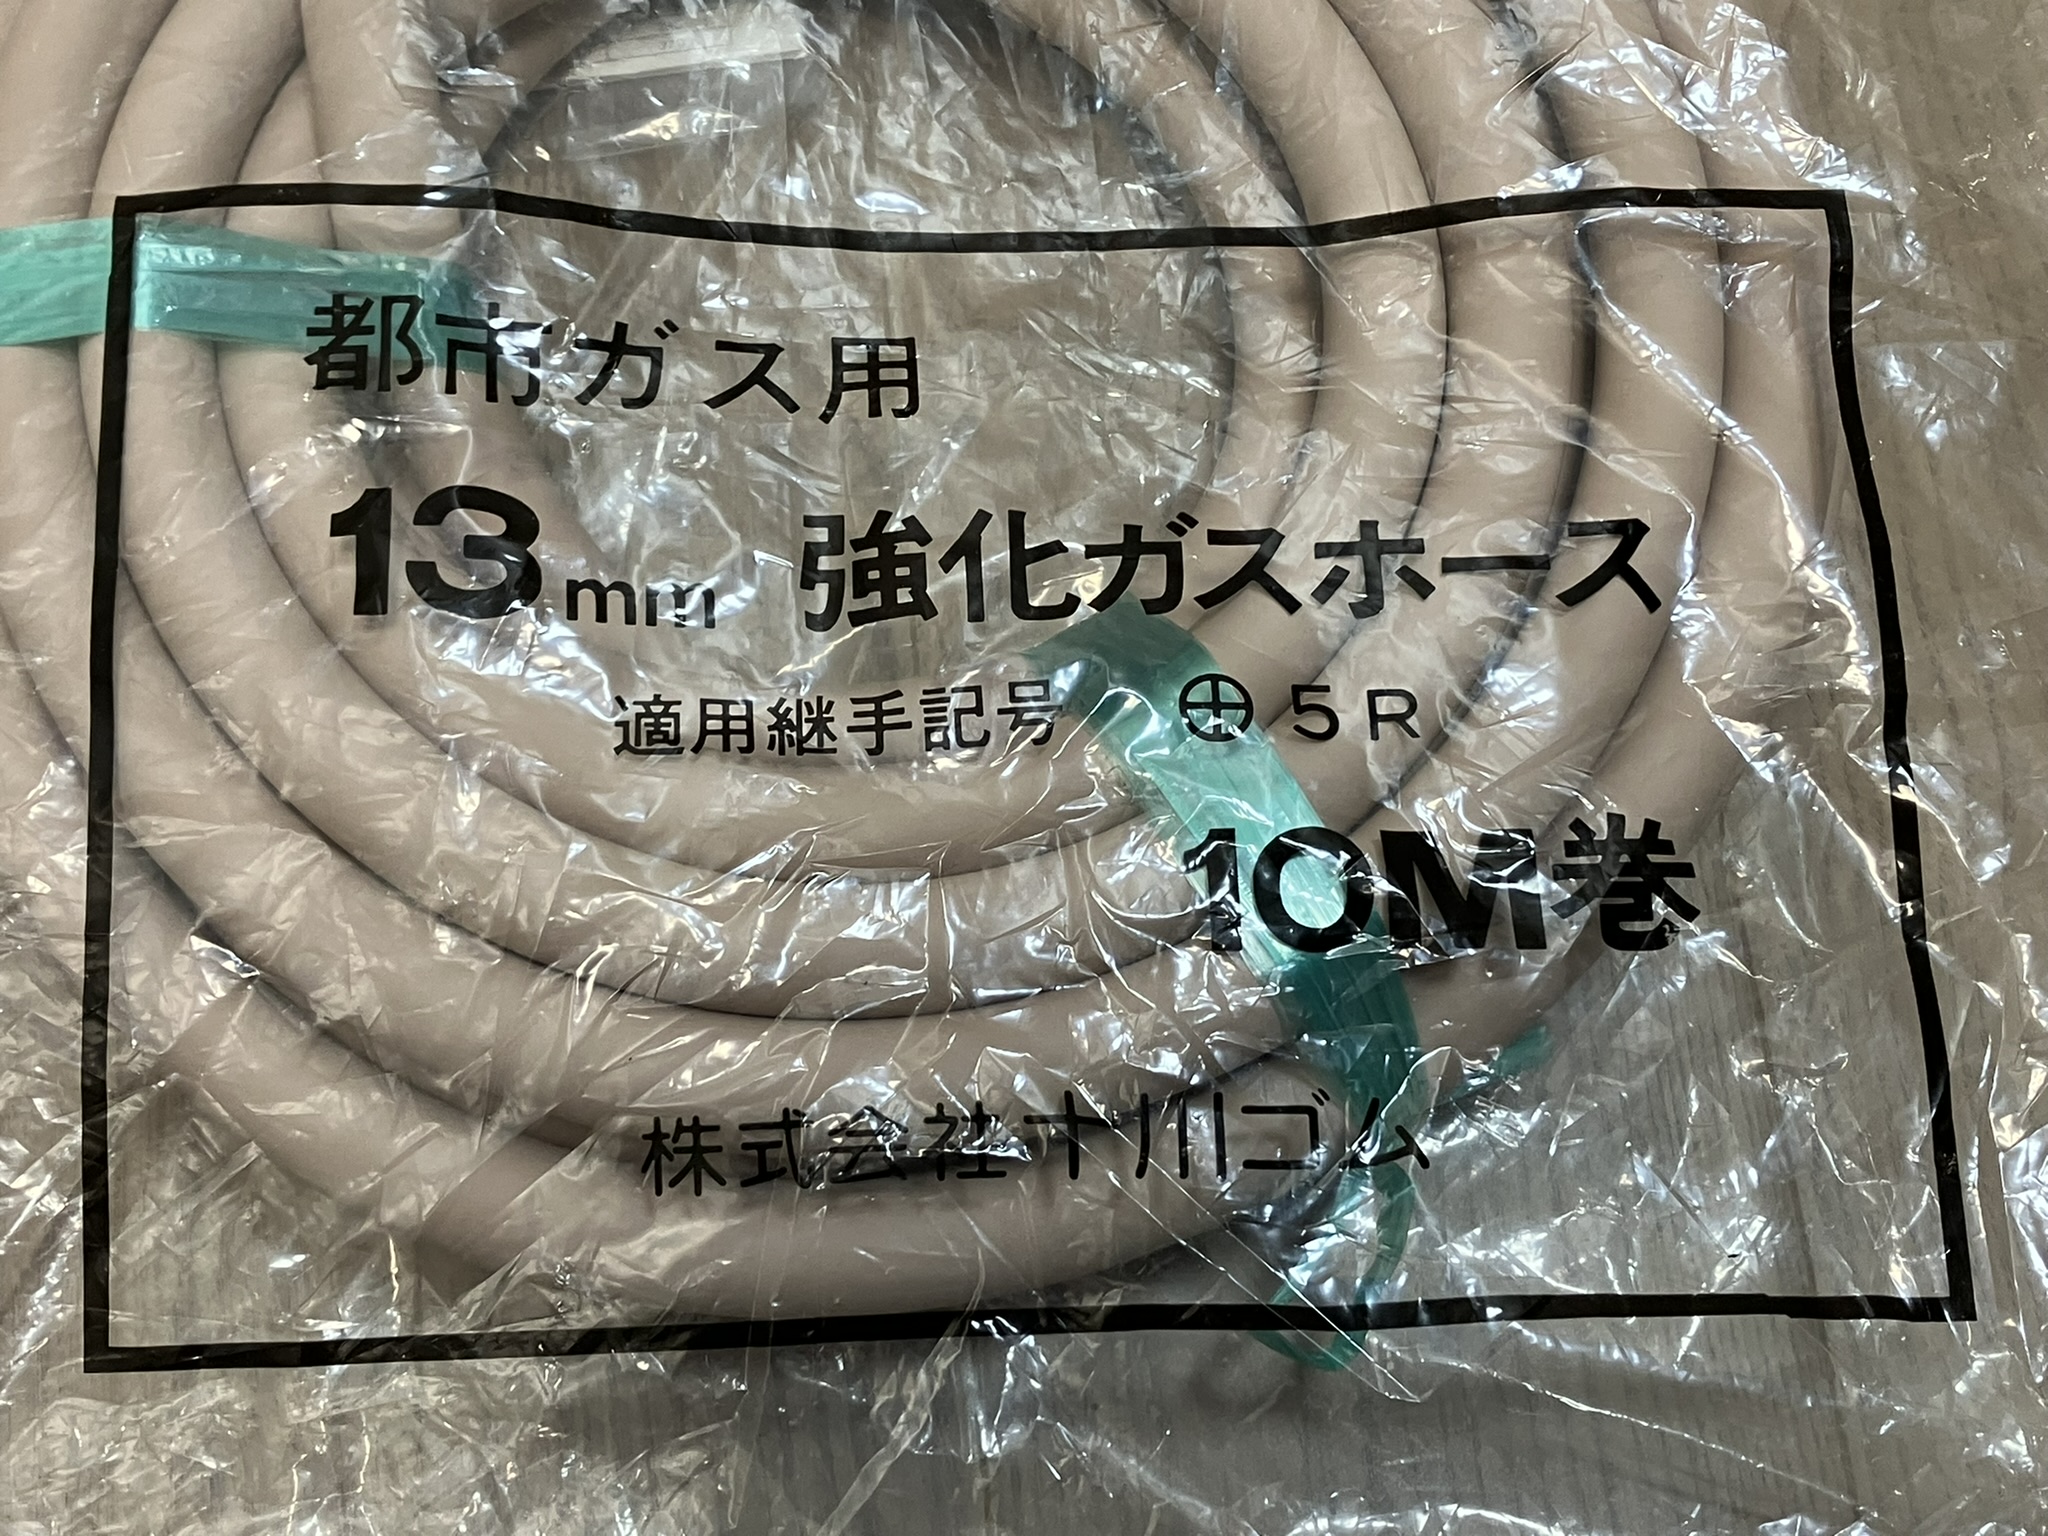 都市ガス用
13mm 強化ガスホース
適用継手記号 ⊕5R
10M巻
株式会社十川ゴム